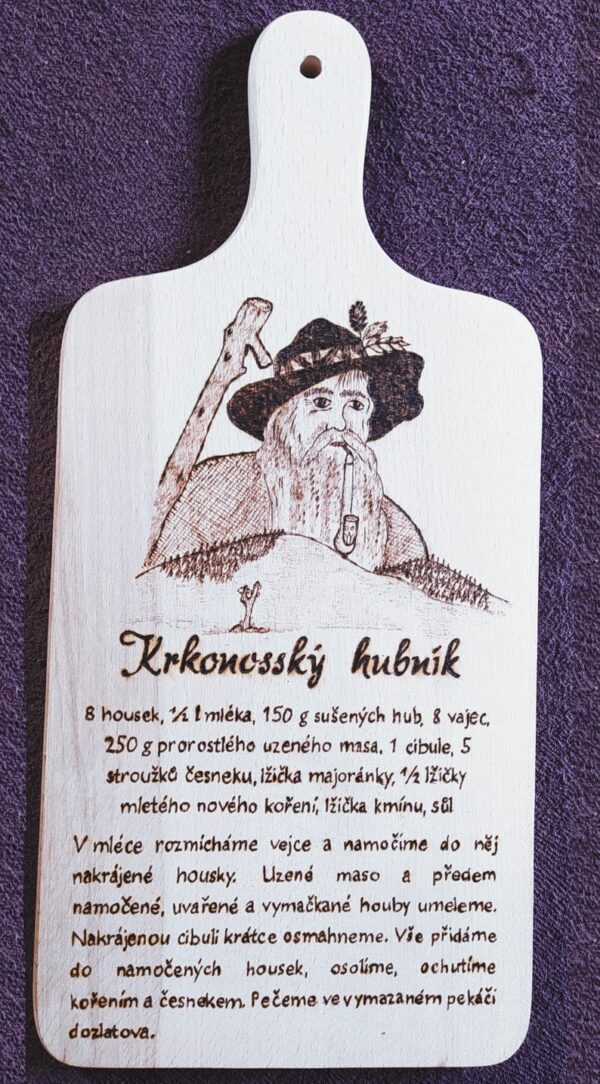 Krkonosský hubník
8 housek, ½ l mléka, 150 g sušených hub, 8 vajec,
250 g prorostlého uzeného masa, 1 cibule, 5
stroužků česneku, lžička majoránky, ½ lžičky
mletého nového koření, lžička kmínu, sůl
V mléce rozmícháme vejce a namočíme do něj
nakrájené housky. Uzené maso a předem
namočené, uvařené a vymačkané houby umeleme.
Nakrájenou cibuli krátce osmahneme. Vše přidáme
do namočených housek, osolíme, ochutíme
kořením a česnekem. Pečeme ve vymazaném pekáči
dozlatova.